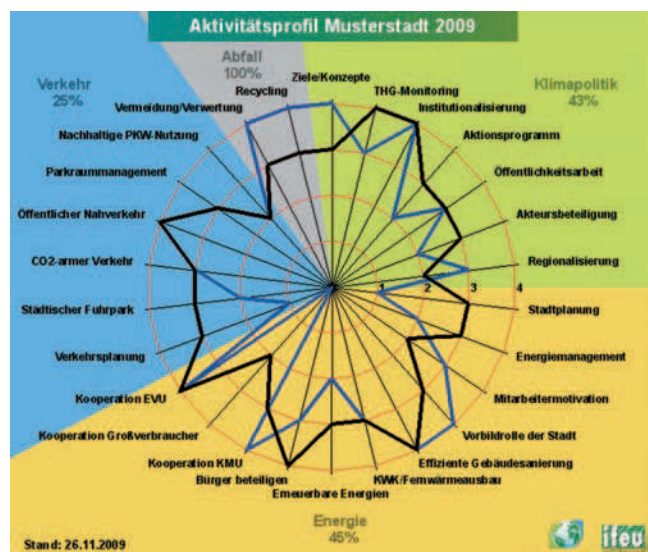 Aktivitätsprofil Musterstadt 2009
Abfall
100%
Verkehr
25%
Klimapolitik
43%
Ziele/Konzepte
THG-Monitoring
Institutionalisierung
Aktionsprogramm
Öffentlichkeitsarbeit
Akteursbeteiligung
Regionalisierung
1 2 3 4
Stadtplanung
Energiemanagement
Mitarbeitermotivation
Vorbildrolle der Stadt
Effiziente Gebäudesanierung
KWK/Fernwärmeausbau
Erneuerbare Energien
Bürger beteiligen
Kooperation KMU
Kooperation Großverbraucher
Kooperation EVU
Verkehrsplanung
Städtischer Fuhrpark
CO2-armer Verkehr
Öffentlicher Nahverkehr
Parkraummanagement
Nachhaltige PKW-Nutzung
Vermeidung/Verwertung
Recycling
Energie
45%
Stand: 26.11.2009
ifeu